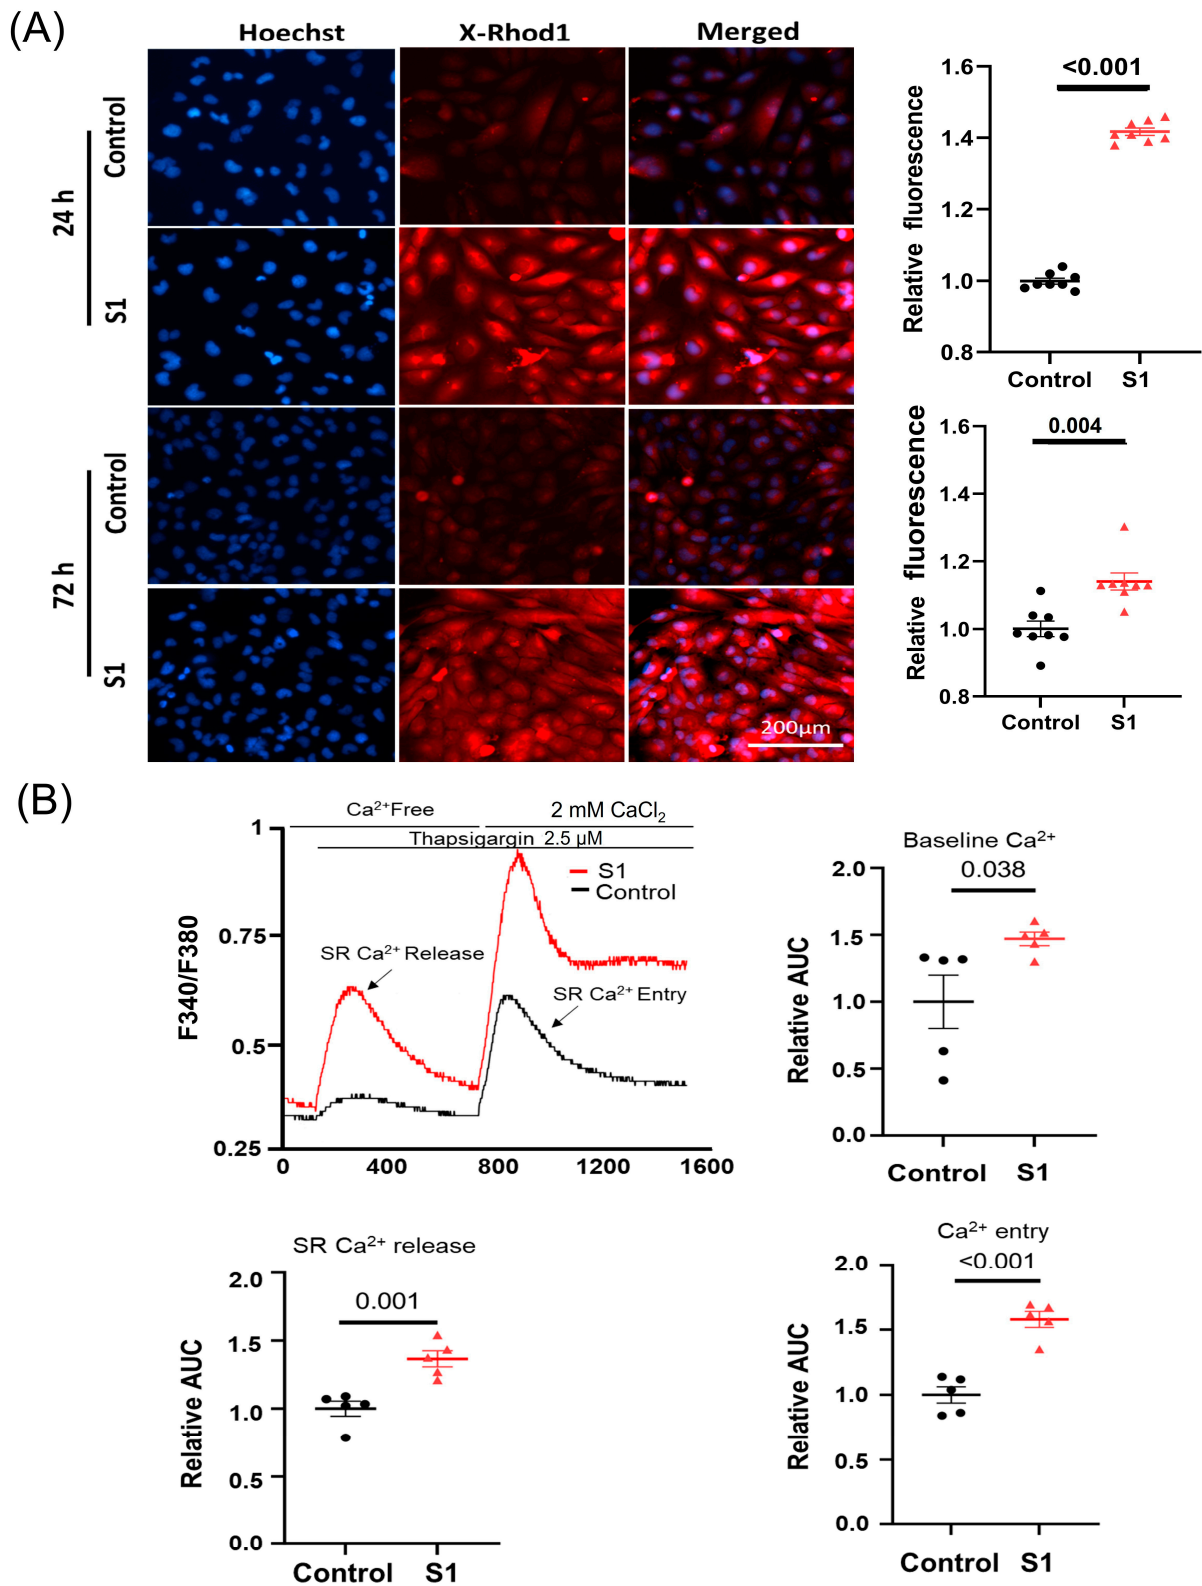 (A)
Hoechst X-Rhod1 Merged
24 h
Control
S1
72 h
Control
S1
200µm
Relative fluorescence
1.6
1.4
1.2
1.0
0.8
<0.001
Control S1
Relative fluorescence
1.6
1.4
1.2
1.0
0.8
0.004
Control S1
(B)
Ca²⁺Free 2 mM CaCl₂
Thapsigargin 2.5 µM
S1
Control
SR Ca²⁺ Release
SR Ca²⁺ Entry
F340/F380
1
0.75
0.5
0.25
0 400 800 1200 1600
Baseline Ca²⁺
0.038
Relative AUC
2.0
1.5
1.0
0.5
0.0
Control S1
SR Ca²⁺ release
0.001
Relative AUC
2.0
1.5
1.0
0.5
0.0
Control S1
Ca²⁺ entry
<0.001
Relative AUC
2.0
1.5
1.0
0.5
0.0
Control S1